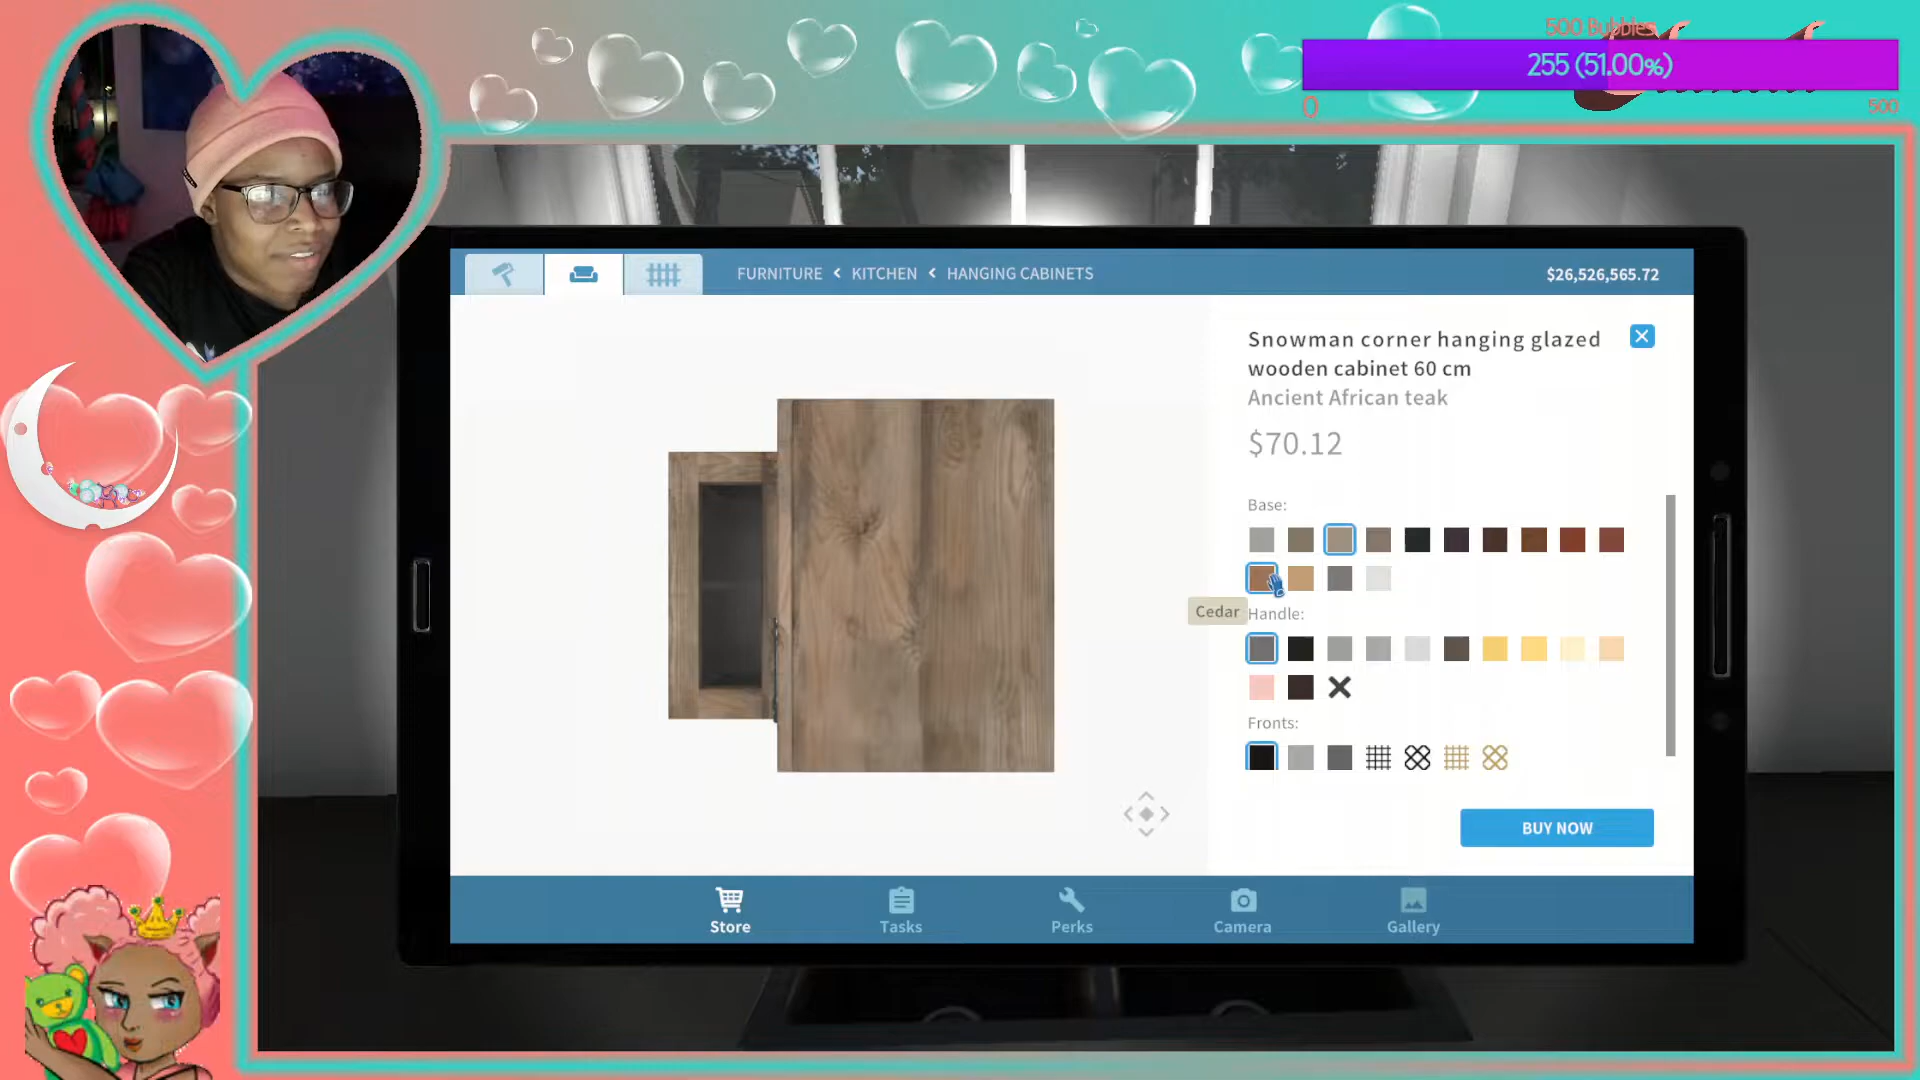 500 Bubbles
255 (51.00%)
0
500
FURNITURE < KITCHEN < HANGING CABINETS
$26,526,565.72
Snowman corner hanging glazed
wooden cabinet 60 cm
Ancient African teak
$70.12
Base:
Cedar
Handle:
Fronts:
BUY NOW
Store
Tasks
Perks
Camera
Gallery